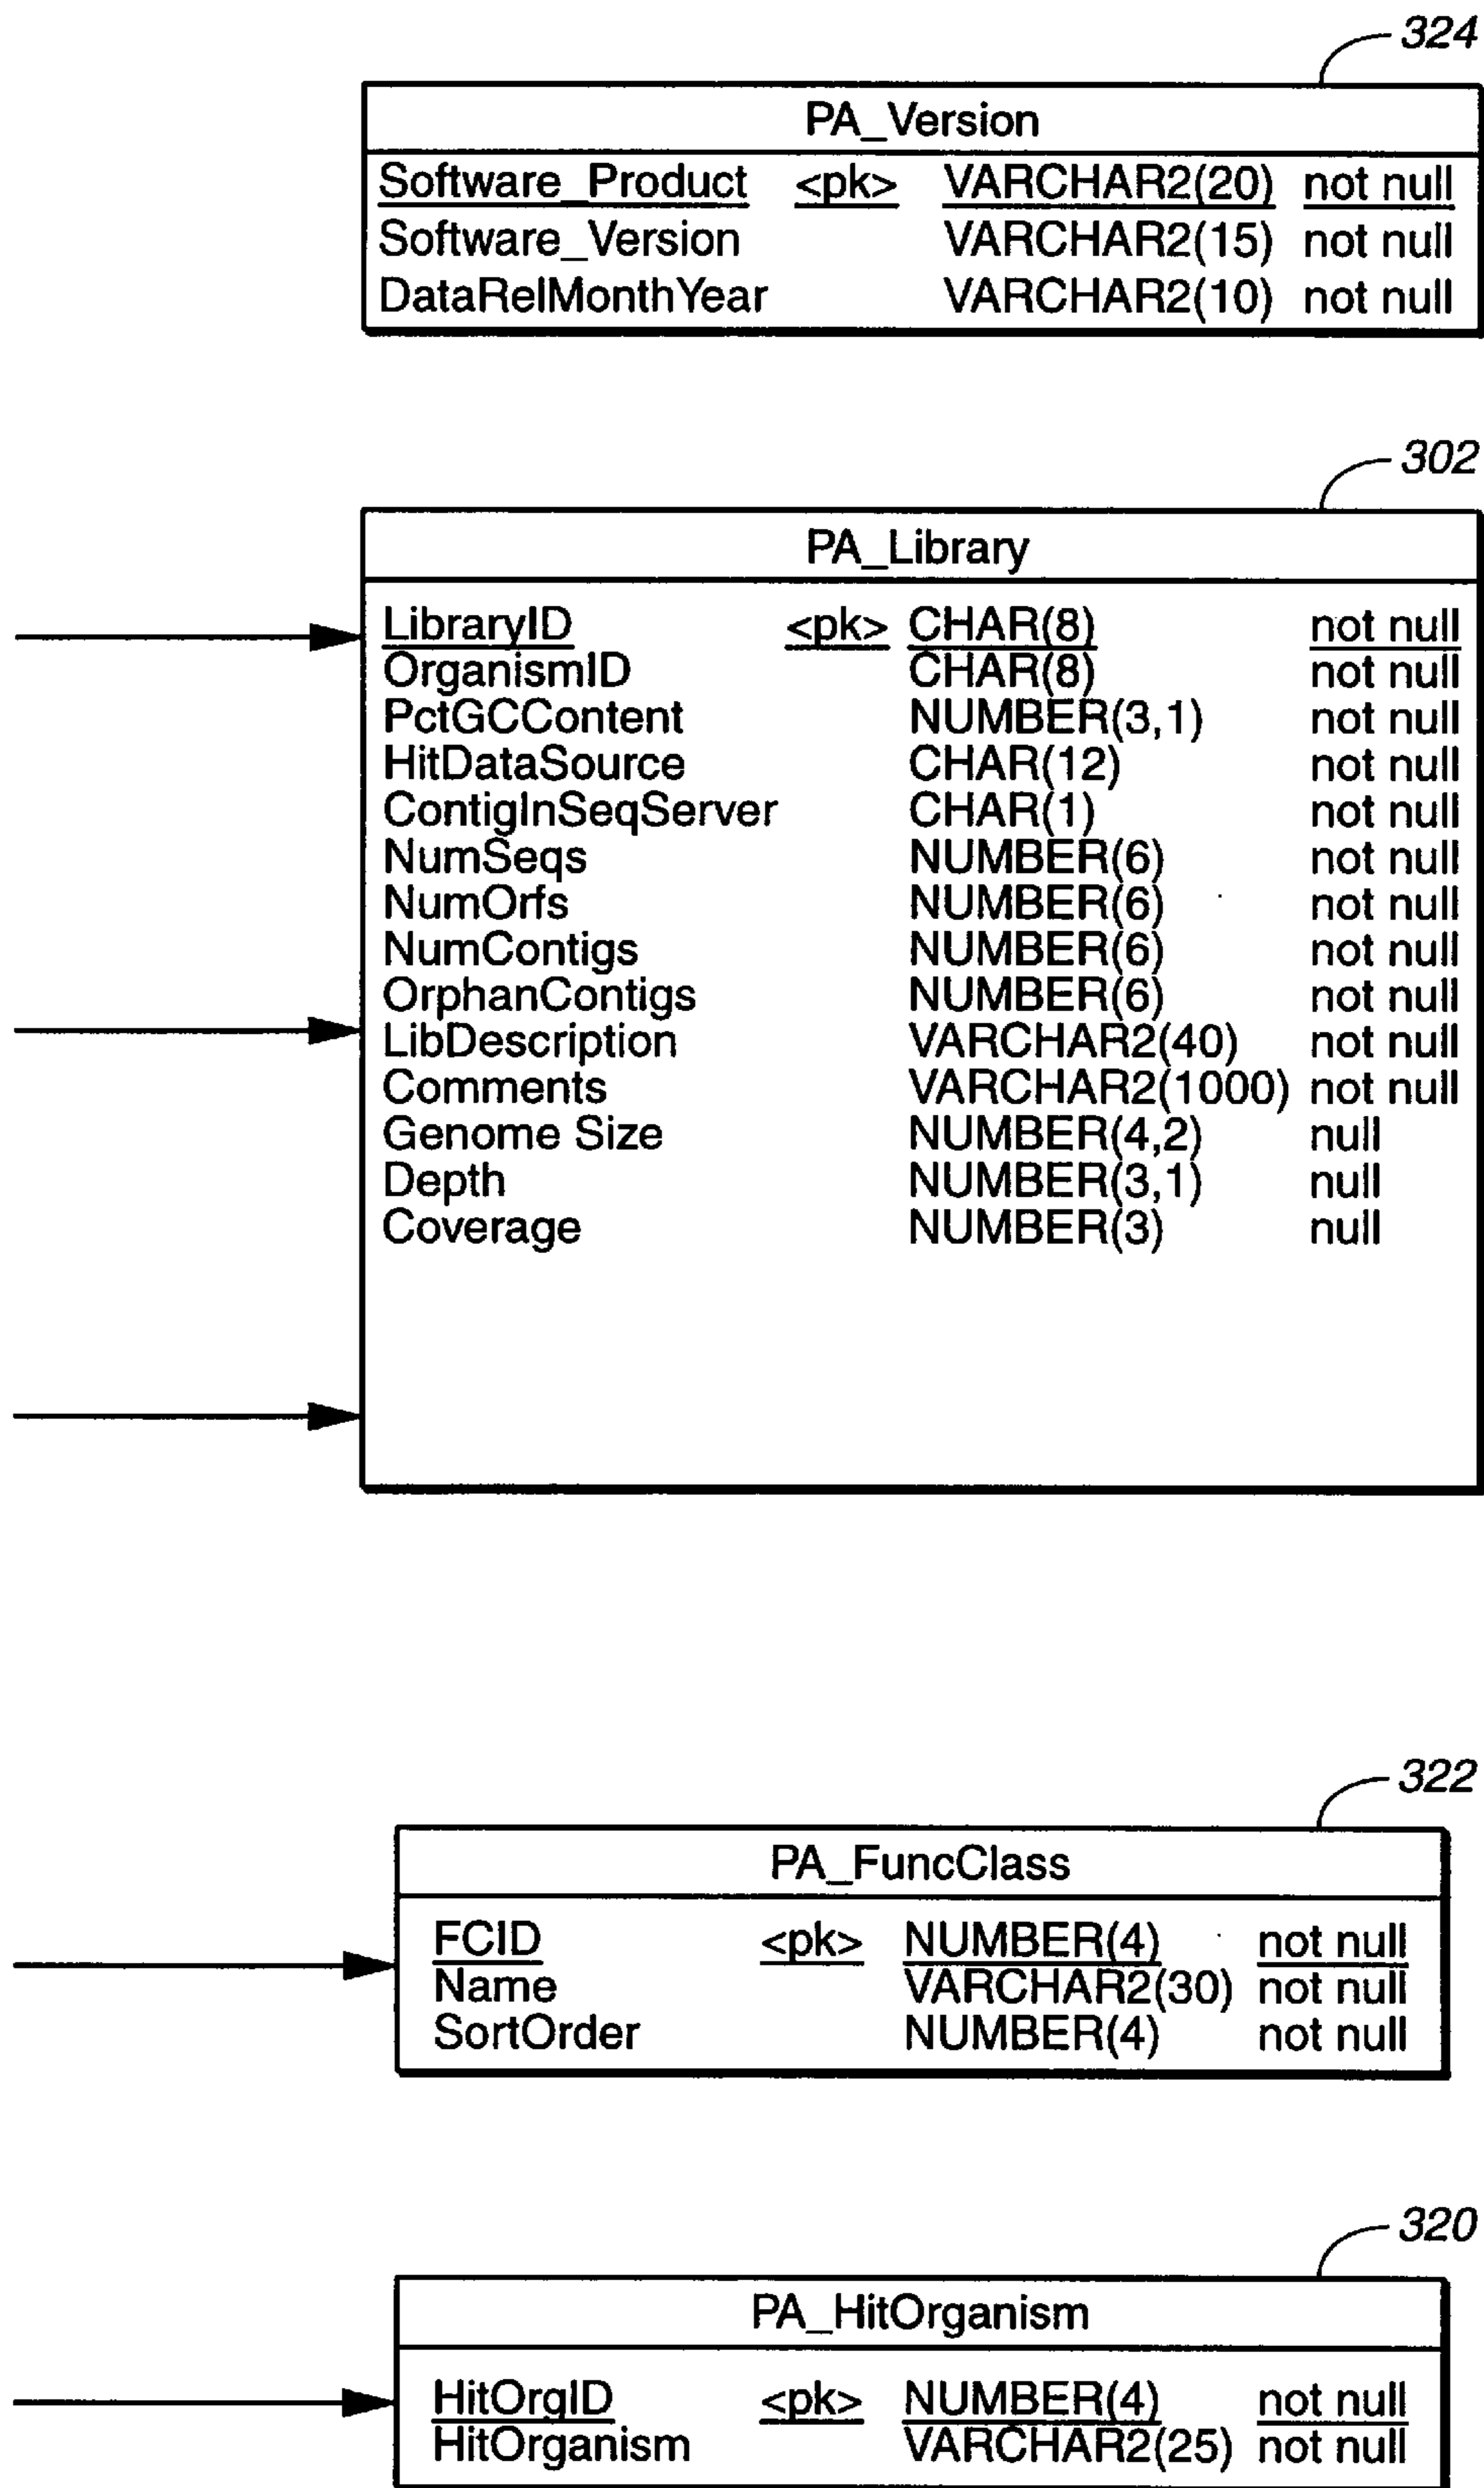 324
PA_Version
Software_Product <pk> VARCHAR2(20) not null
Software_Version VARCHAR2(15) not null
DataRelMonthYear VARCHAR2(10) not null
302
PA_Library
LibraryID <pk> CHAR(8) not null
OrganismID CHAR(8) not null
PctGCContent NUMBER(3,1) not null
HitDataSource CHAR(12) not null
ContigInSeqServer CHAR(1) not null
NumSeqs NUMBER(6) not null
NumOrfs NUMBER(6) not null
NumContigs NUMBER(6) not null
OrphanContigs NUMBER(6) not null
LibDescription VARCHAR2(40) not null
Comments VARCHAR2(1000) not null
Genome Size NUMBER(4,2) null
Depth NUMBER(3,1) null
Coverage NUMBER(3) null
322
PA_FuncClass
FCID <pk> NUMBER(4) not null
Name VARCHAR2(30) not null
SortOrder NUMBER(4) not null
320
PA_HitOrganism
HitOrgID <pk> NUMBER(4) not null
HitOrganism VARCHAR2(25) not null